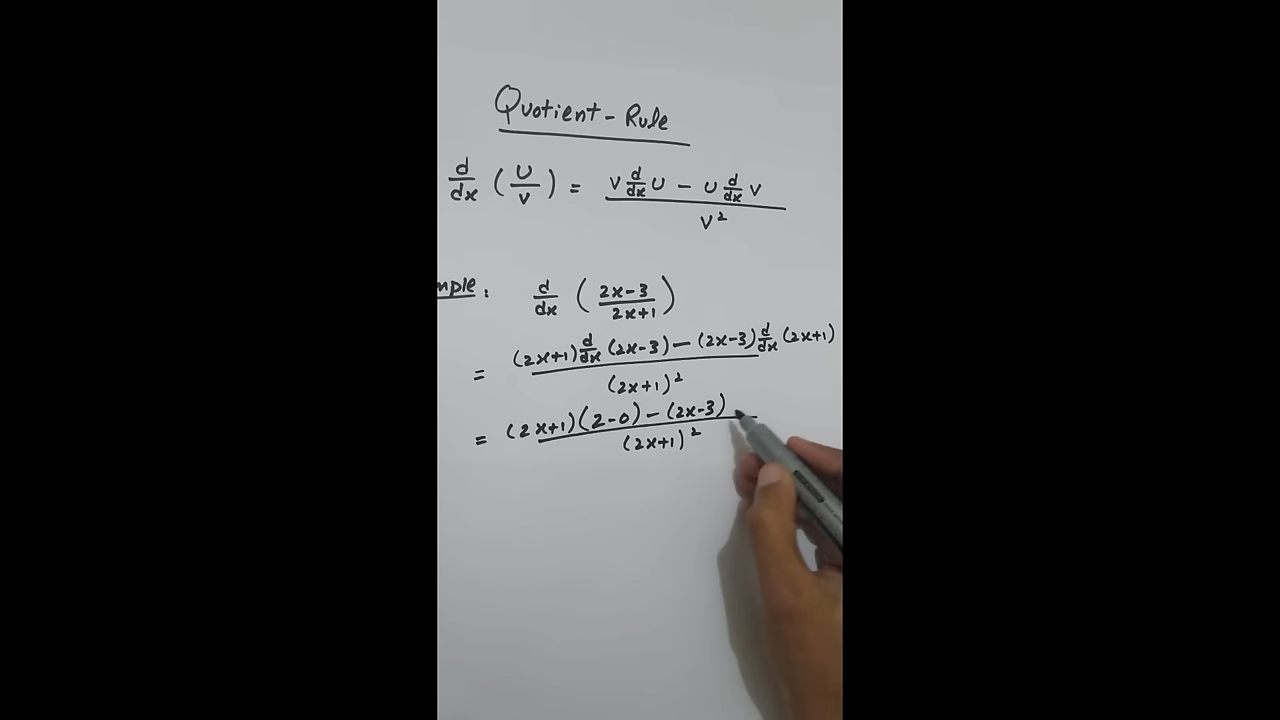 Quotient-Rule
d/dx (U/V) = (V d/dx U - U d/dx V)/V²
mple: d/dx (2x-3/2x+1)
= ((2x+1) d/dx (2x-3) - (2x-3) d/dx (2x+1))/(2x+1)²
= ((2x+1)(2-0) - (2x-3))/(2x+1)²